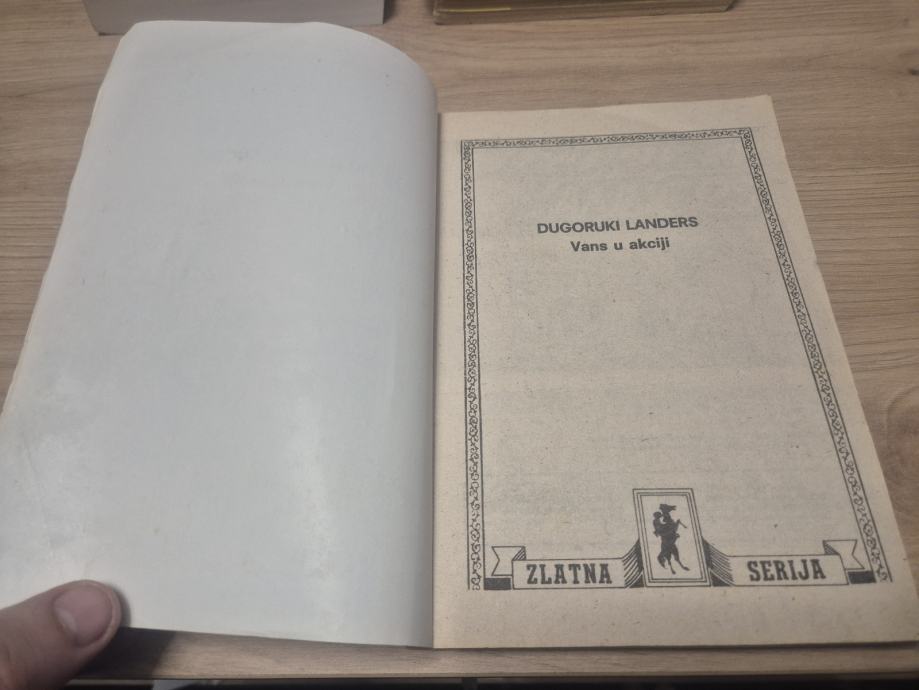 DUGORUKI LANDERS
Vans u akciji
ZLATNA SERIJA